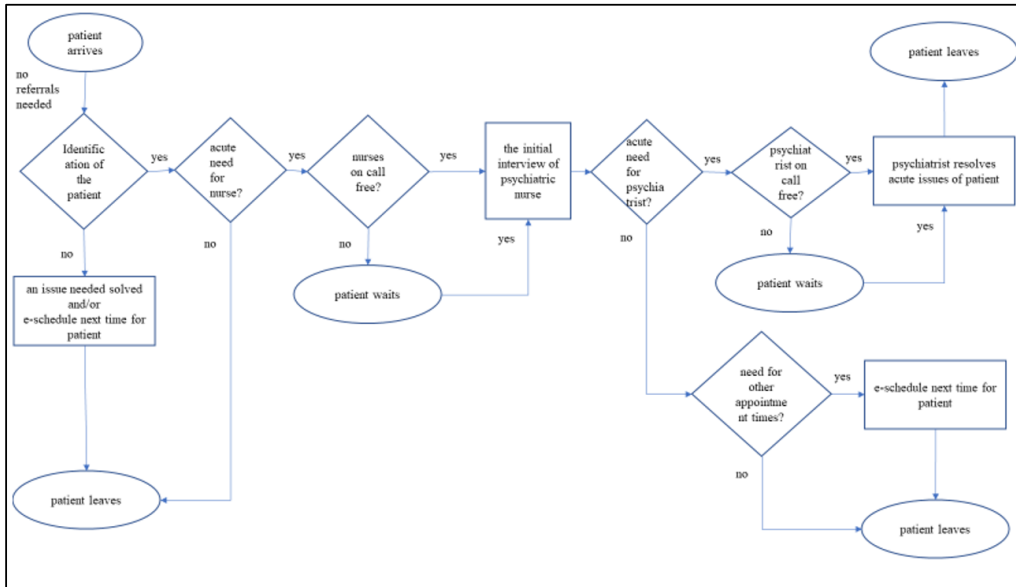 patient
arrives
no
referrals
needed
Identific
ation of
the
patient
yes
acute
need
for
nurse?
yes
nurses
on call
free?
yes
the initial
interview of
psychiatric
nurse
acute
need
for
psychia
trist?
yes
psychiat
rist on
call
free?
yes
psychiatrist resolves
acute issues of patient
patient leaves
no
an issue needed solved
and/or
e-schedule next time for
patient
no
no
patient waits
yes
no
no
patient waits
yes
need for
other
appointme
nt times?
yes
e-schedule next time for
patient
no
patient leaves
patient leaves